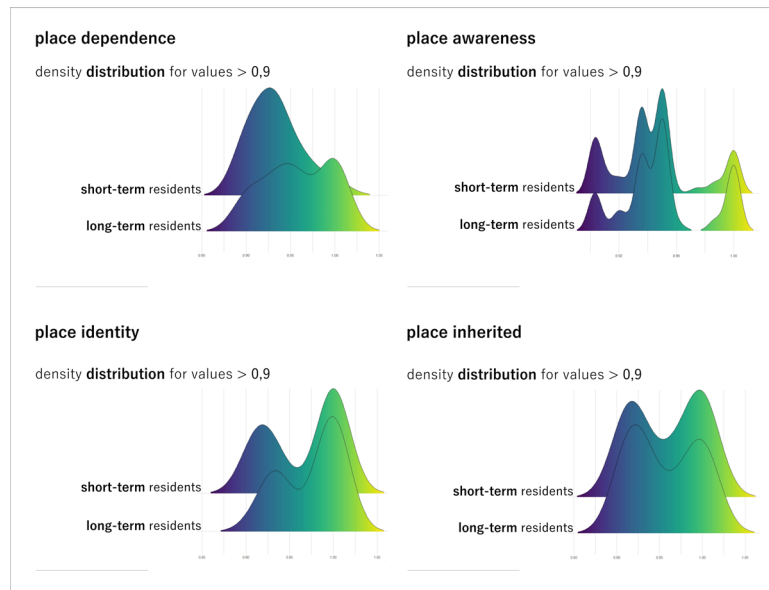 place dependence
density distribution for values > 0,9
short-term residents
long-term residents
place awareness
density distribution for values > 0,9
short-term residents
long-term residents
1.00
place identity
density distribution for values > 0,9
short-term residents
long-term residents
place inherited
density distribution for values > 0,9
short-term residents
long-term residents